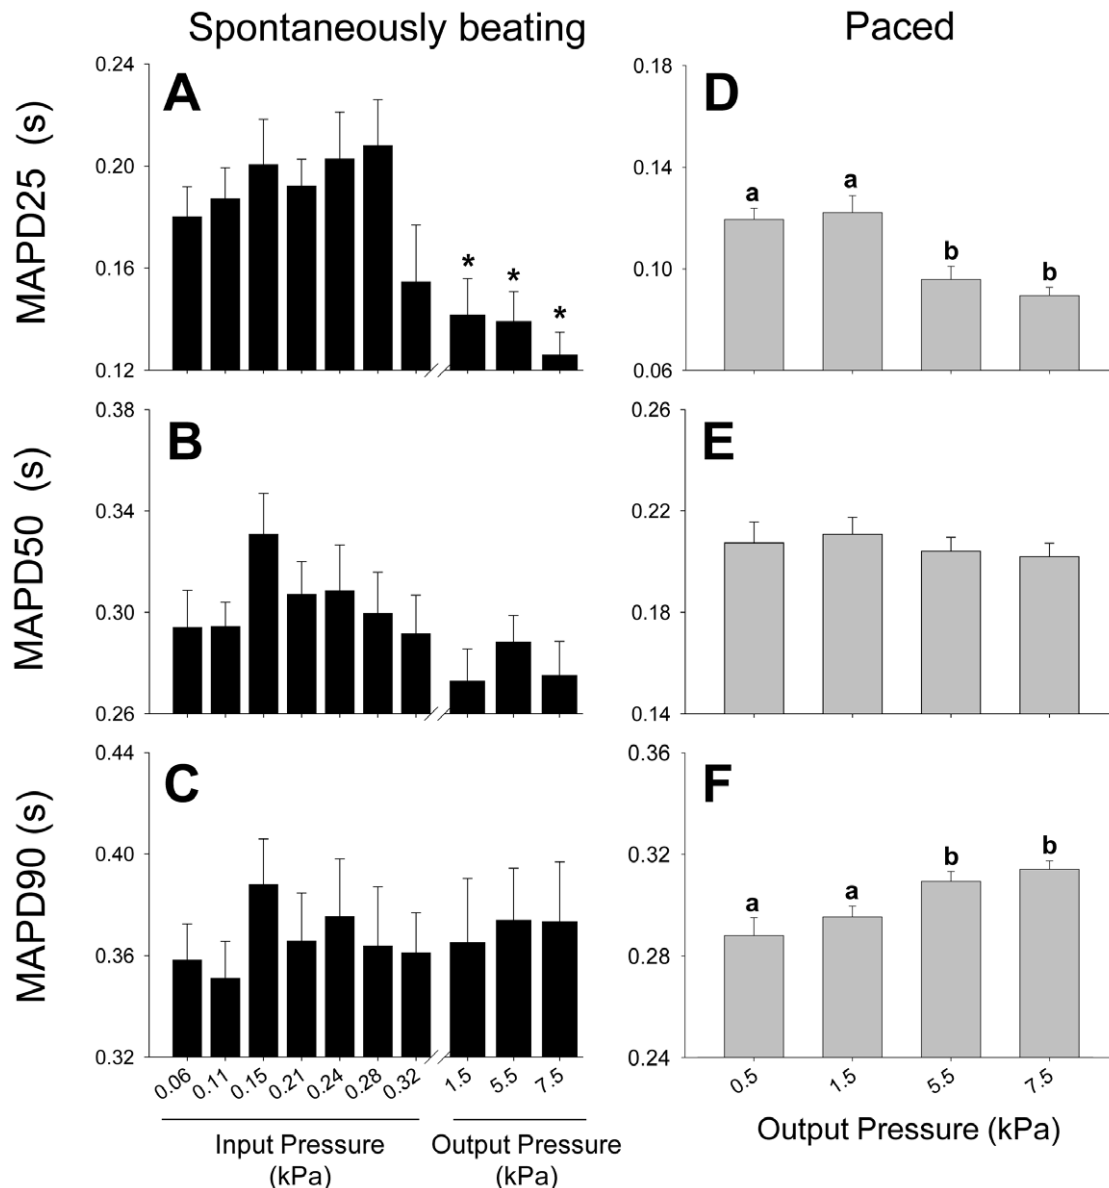 Spontaneously beating
Paced
MAPD25 (s)
0.24
0.20
0.16
0.12
A
*
*
*
0.18
0.14
0.10
0.06
D
a
a
b
b
MAPD50 (s)
0.38
0.34
0.30
0.26
B
0.26
0.22
0.18
0.14
E
MAPD90 (s)
0.44
0.40
0.36
0.32
C
0.36
0.32
0.28
0.24
F
a
a
b
b
0.06 0.11 0.15 0.21 0.24 0.28 0.32 1.5 5.5 7.5
Input Pressure
(kPa)
Output Pressure
(kPa)
0.5 1.5 5.5 7.5
Output Pressure (kPa)